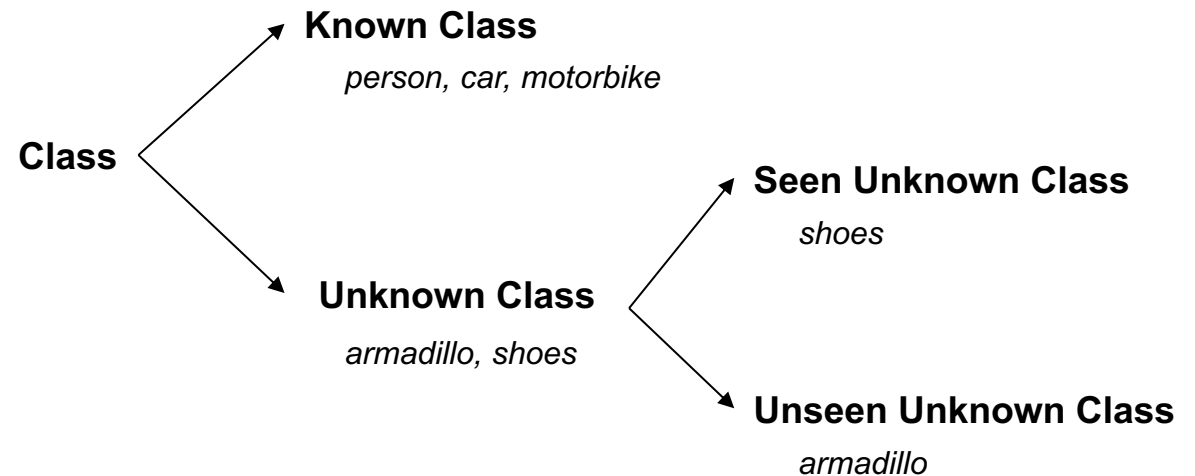 Known Class
person, car, motorbike
Class
Seen Unknown Class
shoes
Unknown Class
armadillo, shoes
Unseen Unknown Class
armadillo